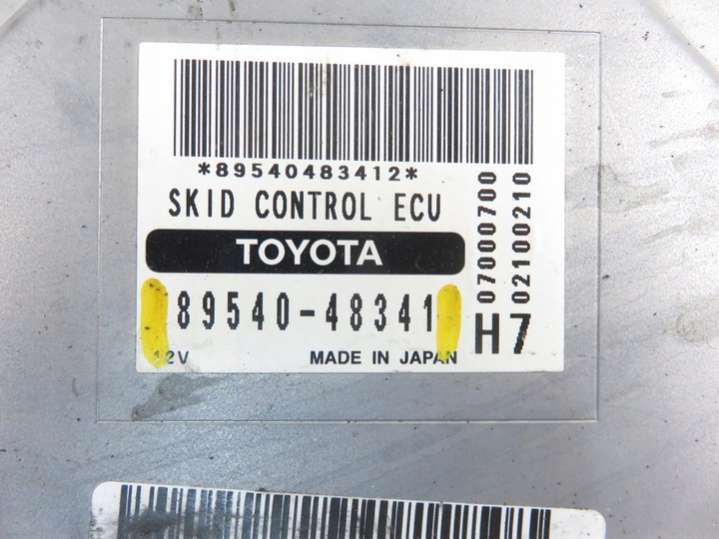 *89540483412*
SKID CONTROL ECU
TOYOTA
89540-48341
12V MADE IN JAPAN
07000700
02100210
H7